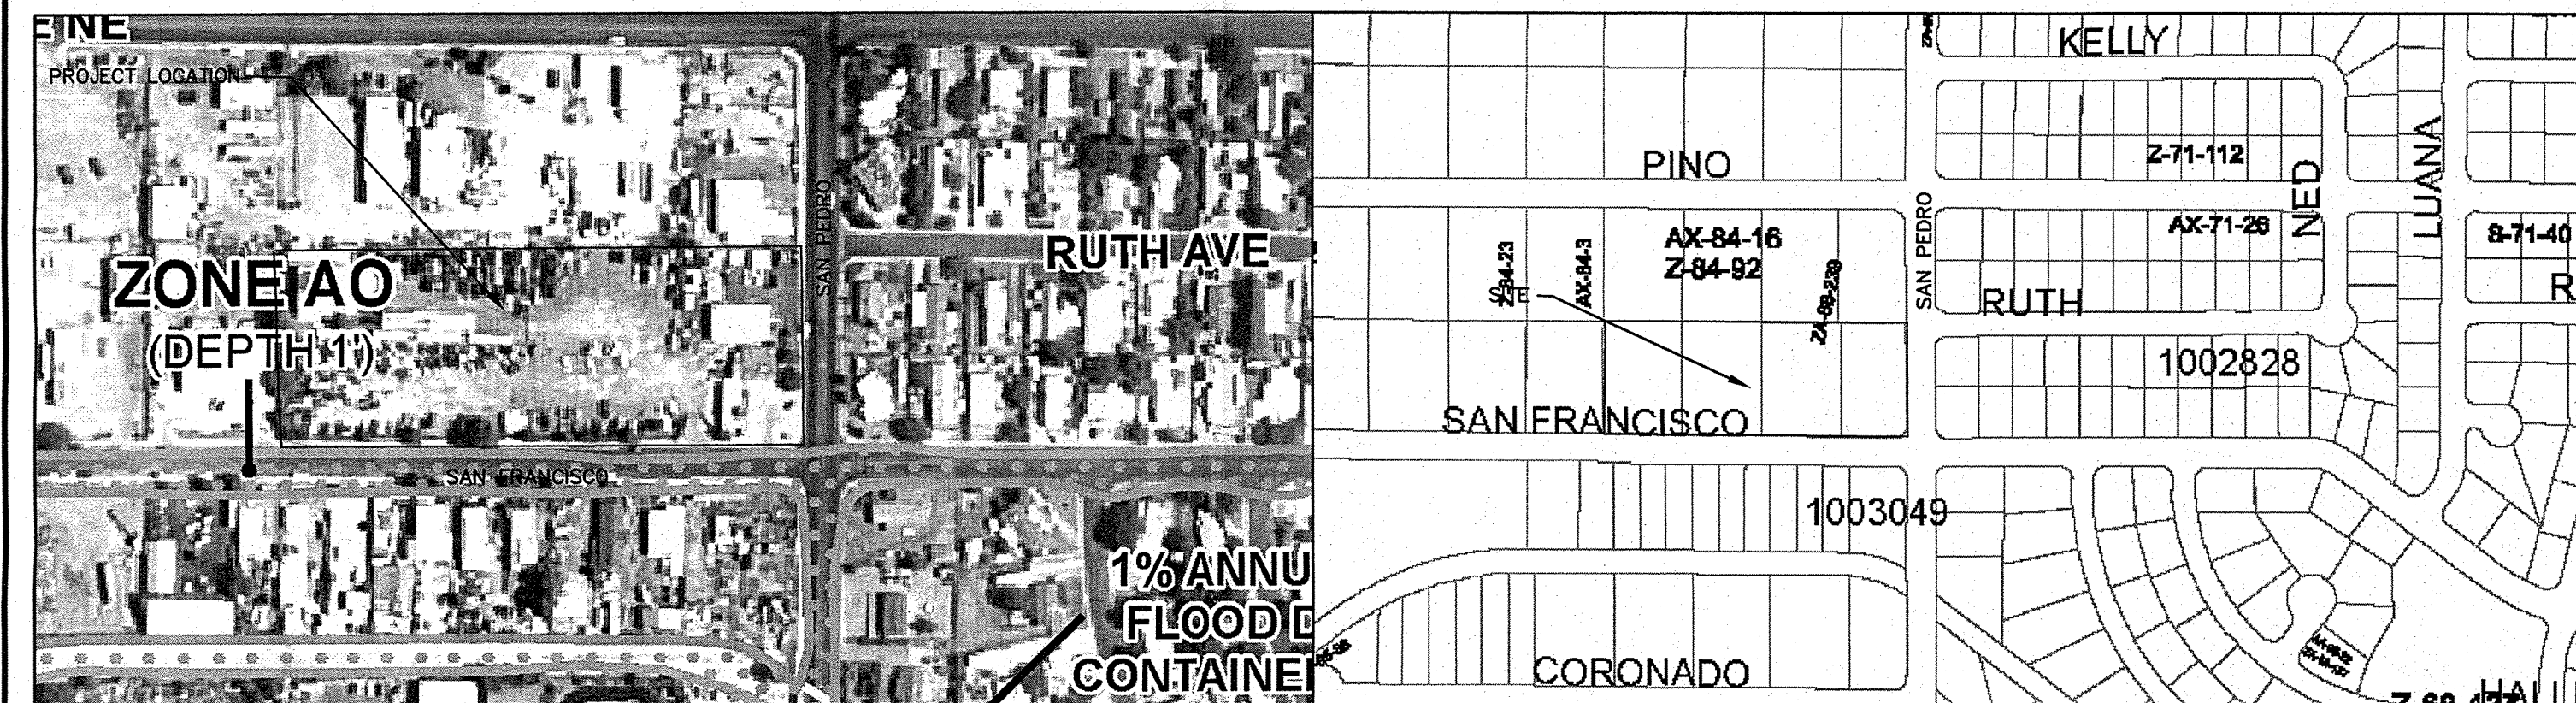 E NE
PROJECT LOCATION
SAN PEDRO
RUTH AVE
ZONE AO
(DEPTH 1')
SAN FRANCISCO
1% ANNU
FLOOD D
CONTAINE
KELLY
PINO
Z-71-112
NED
LUANA
AX-84-16
Z-84-92
Z-84-23
AX-84-3
SAN PEDRO
AX-71-26
S-71-40
RUTH
R
1002828
SAN FRANCISCO
1003049
CORONADO